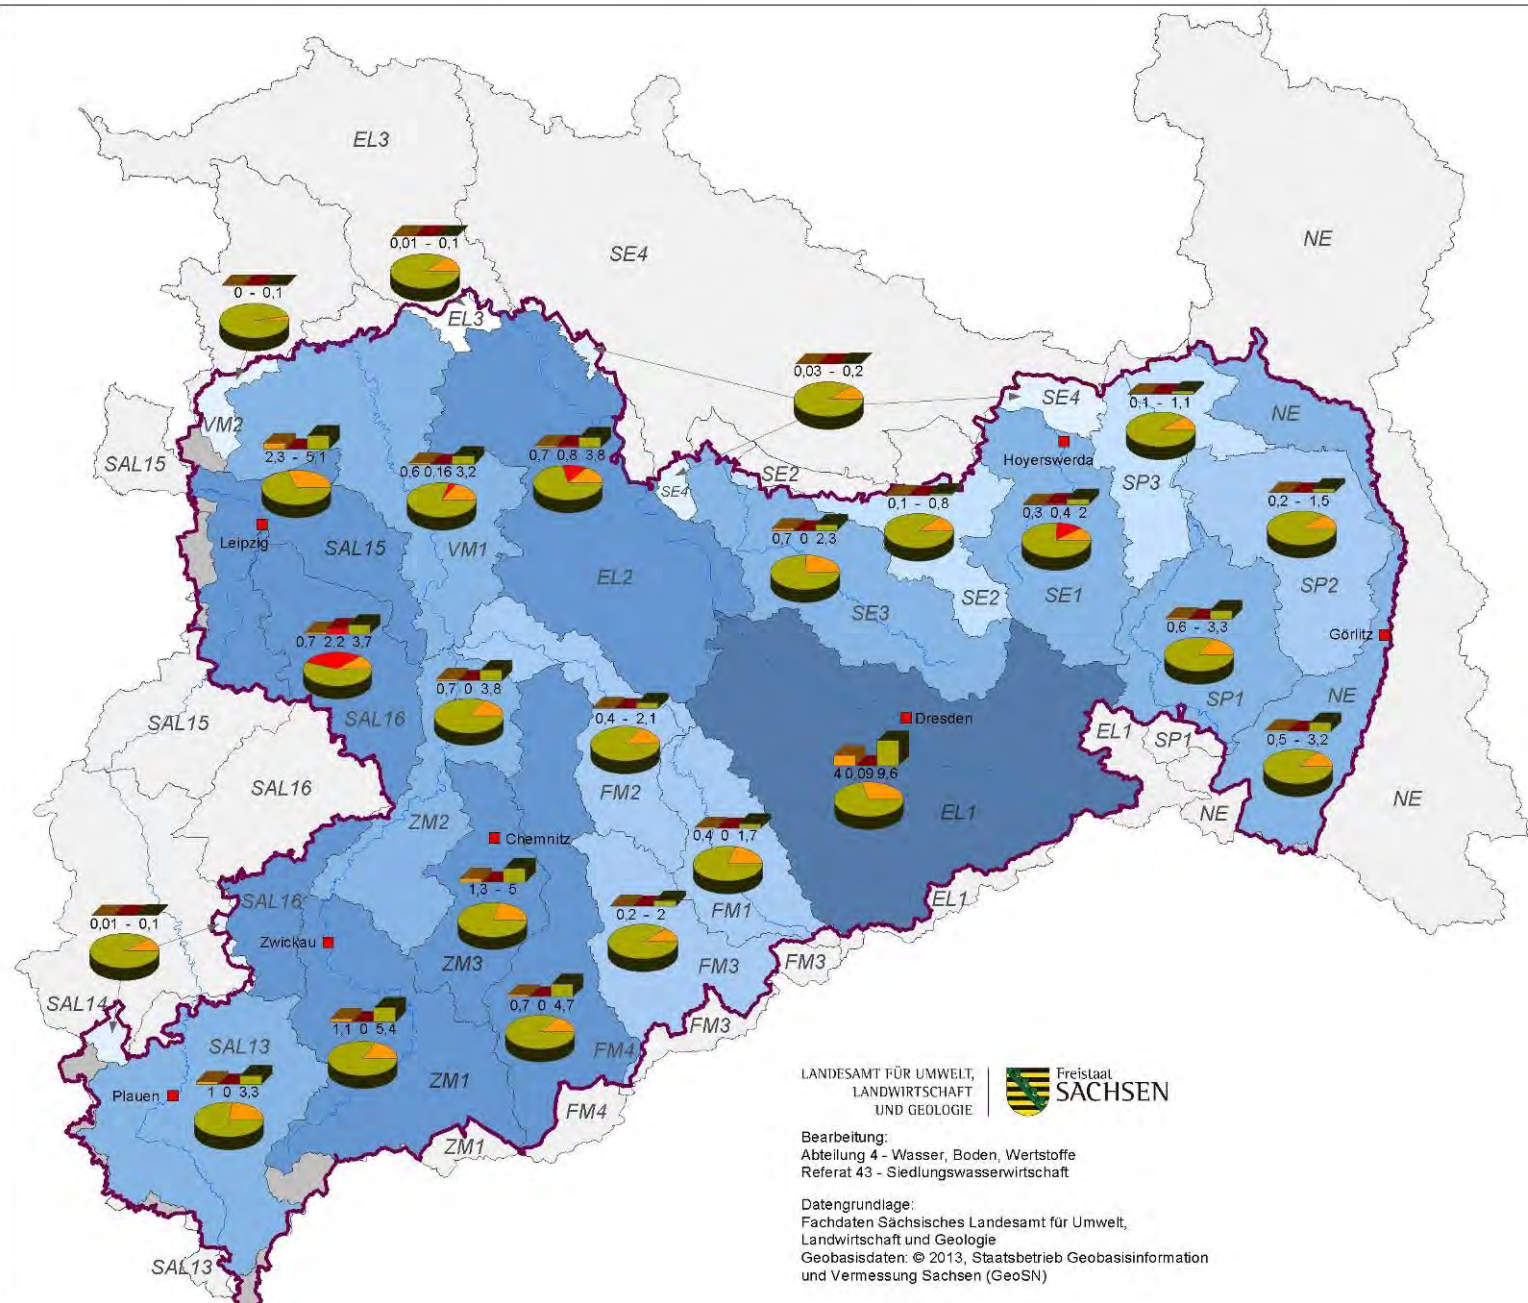 EL3
SE4
NE
0,01 - 0,1
0 - 0,1
EL3
0,03 - 0,2
SE4
0,1 - 1,1
NE
VM2
SAL15
2,3 - 5,1
0,6 0,16 3,2
0,7 0,8 3,8
SE4
SE2
Hoyerswerda
SP3
0,1 - 0,8
0,3 0,4 2
0,2 - 1,5
Leipzig
SAL15
VM1
0,7 0 2,3
EL2
SE3
SE2
SE1
SP2
0,7 2,2 3,7
0,6 - 3,3
Görlitz
SAL15
SAL16
0,7 0 3,8
0,4 - 2,1
Dresden
SP1
NE
EL1
SP1
0,5 - 3,2
SAL16
FM2
4 0,09 9,6
EL1
NE
NE
ZM2
Chemnitz
0,4 0 1,7
SAL16
1,3 - 5
FM1
EL1
0,01 - 0,1
0,2 - 2
Zwickau
ZM3
FM3
FM3
SAL14
1,1 0 5,4
0,7 0 4,7
FM3
SAL13
FM4
ZM1
Plauen
1 0 3,3
FM4
ZM1
SAL13
LANDESAMT FÜR UMWELT,
LANDWIRTSCHAFT
UND GEOLOGIE
Freistaat
SACHSEN
Bearbeitung:
Abteilung 4 - Wasser, Boden, Wertstoffe
Referat 43 - Siedlungswasserwirtschaft
Datengrundlage:
Fachdaten Sächsisches Landesamt für Umwelt,
Landwirtschaft und Geologie
Geobasisdaten: © 2013, Staatsbetrieb Geobasisinformation
und Vermessung Sachsen (GeoSN)